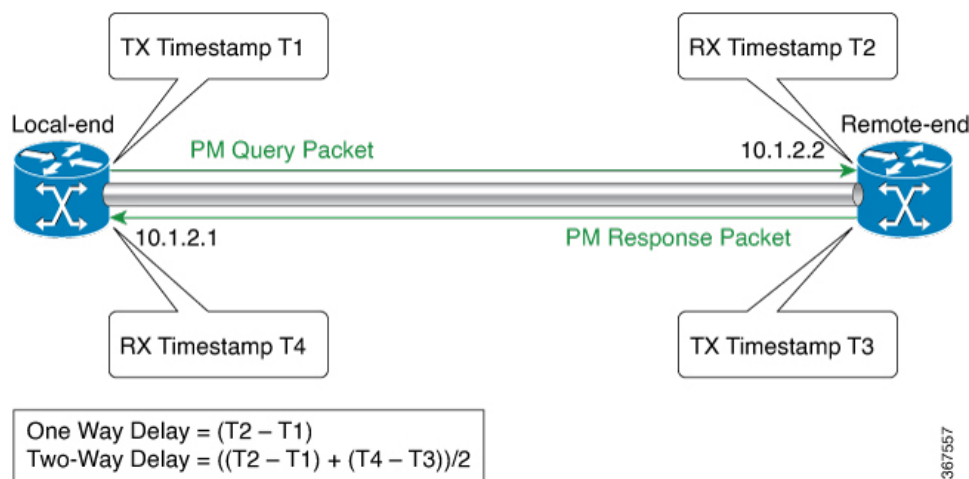 TX Timestamp T1
RX Timestamp T2
Local-end
Remote-end
PM Query Packet
10.1.2.2
10.1.2.1
PM Response Packet
RX Timestamp T4
TX Timestamp T3
One Way Delay = (T2 – T1)
Two-Way Delay = ((T2 – T1) + (T4 – T3))/2
367557